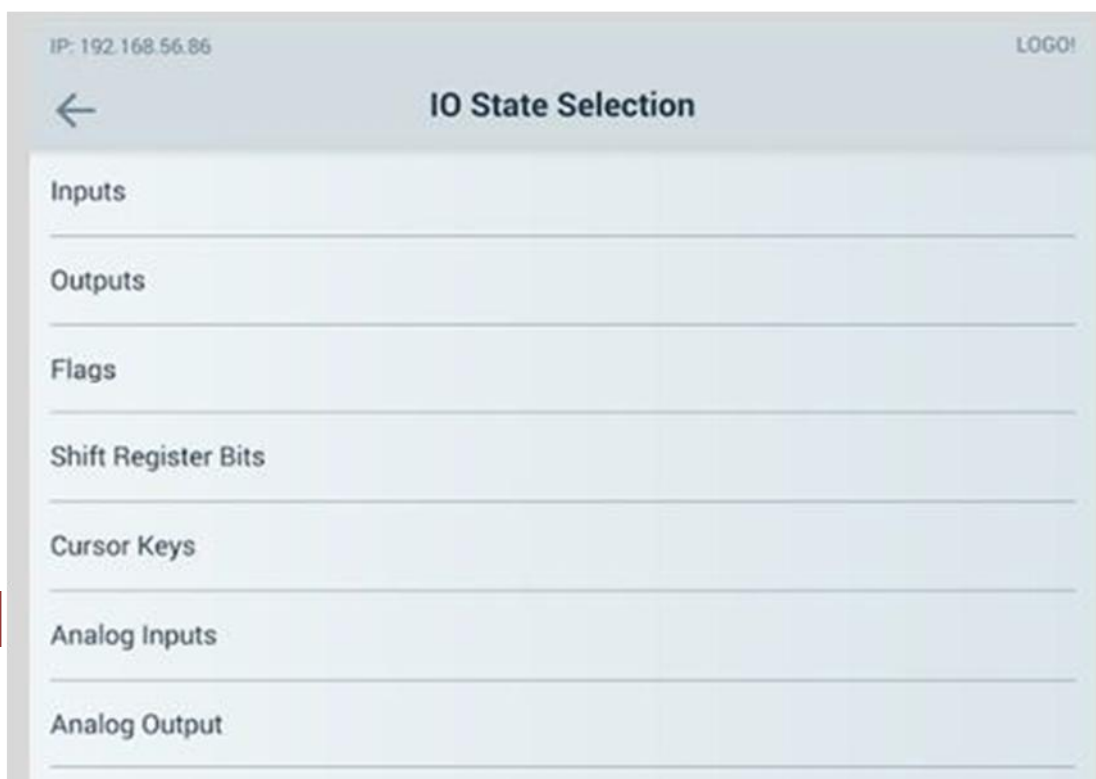 IP: 192.168.56.86
LOGO!
IO State Selection
Inputs
Outputs
Flags
Shift Register Bits
Cursor Keys
Analog Inputs
Analog Output